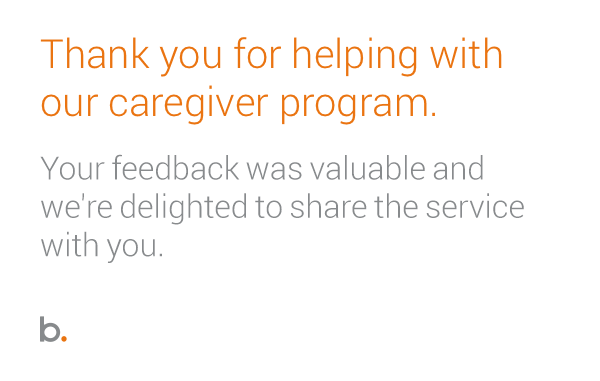 Thank you for helping with
our caregiver program.
Your feedback was valuable and
we're delighted to share the service
with you.
b.